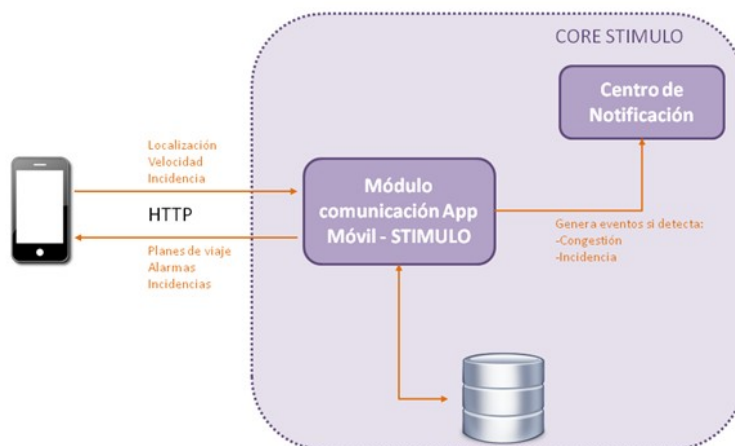 CORE STIMULO
Centro de
Notificación
Localización
Velocidad
Incidencia
HTTP
Planes de viaje
Alarmas
Incidencias
Módulo
comunicación App
Móvil - STIMULO
Genera eventos si detecta:
-Congestión
-Incidencia